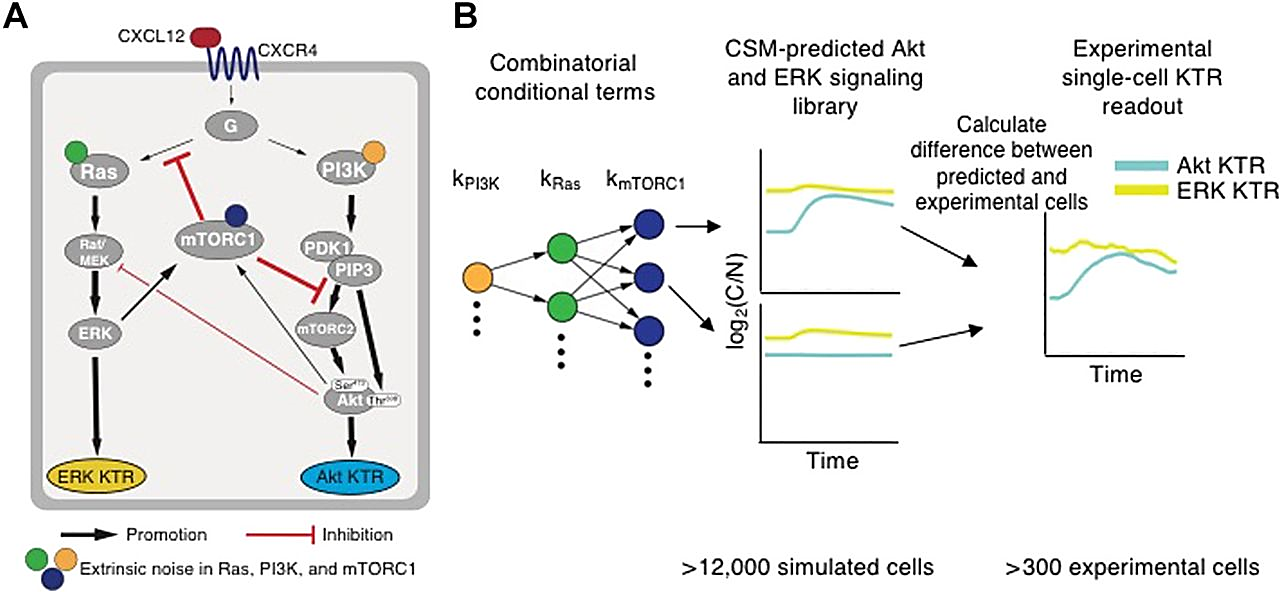 A
CXCL12
CXCR4
G
Ras
PI3K
Raf/
MEK
mTORC1
PDK1
PIP3
ERK
mTORC2
Ser473
Akt
Thr308
ERK KTR
Akt KTR
Promotion
Inhibition
Extrinsic noise in Ras, PI3K, and mTORC1
B
Combinatorial
conditional terms
kPI3K
kRas
kmTORC1
CSM-predicted Akt
and ERK signaling
library
log2(C/N)
Time
>12,000 simulated cells
Calculate
difference between
predicted and
experimental cells
Experimental
single-cell KTR
readout
Akt KTR
ERK KTR
Time
>300 experimental cells